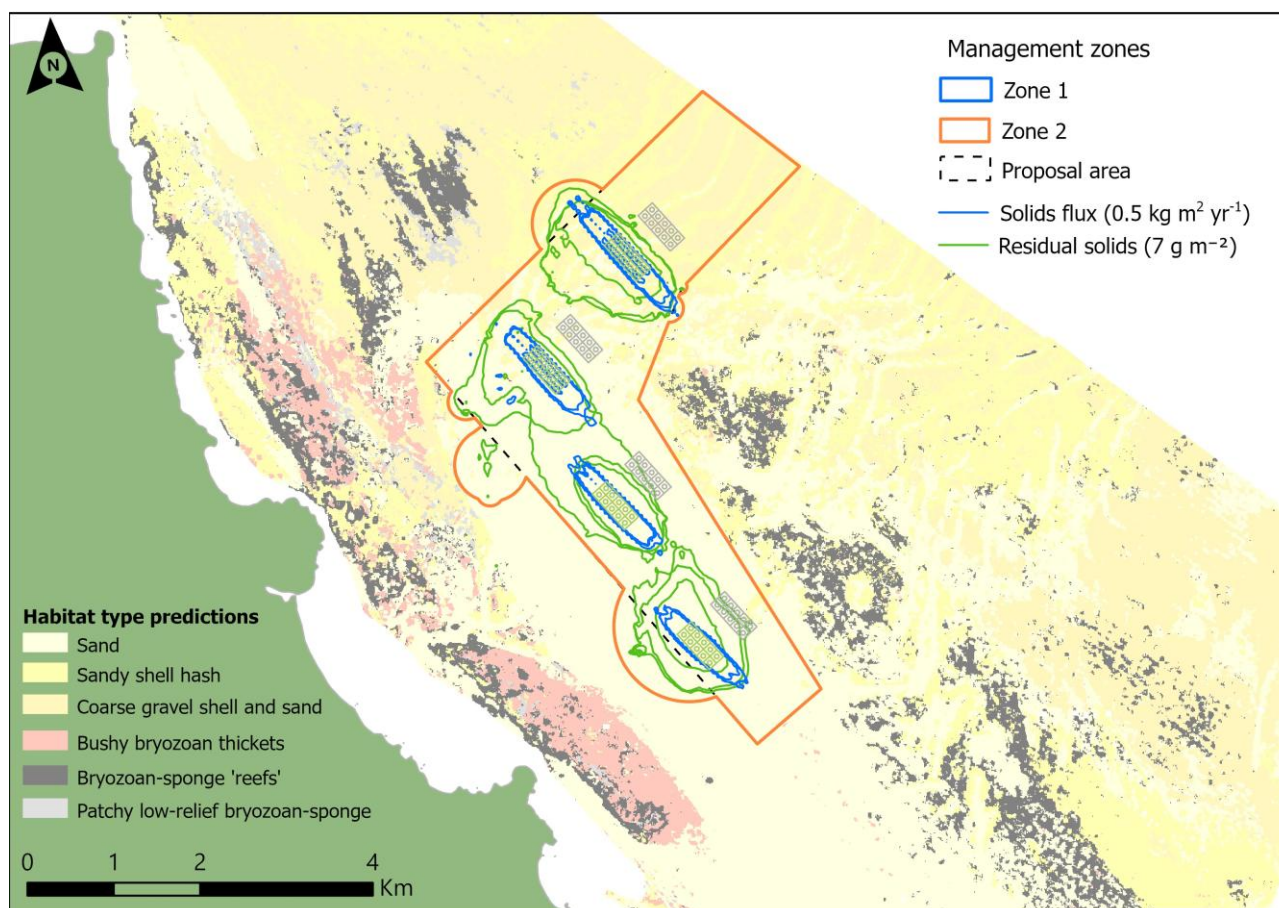 N
Management zones
Zone 1
Zone 2
Proposal area
Solids flux (0.5 kg m² yr⁻¹)
Residual solids (7 g m⁻²)
Habitat type predictions
Sand
Sandy shell hash
Coarse gravel shell and sand
Bushy bryozoan thickets
Bryozoan-sponge 'reefs'
Patchy low-relief bryozoan-sponge
0 1 2 4
Km